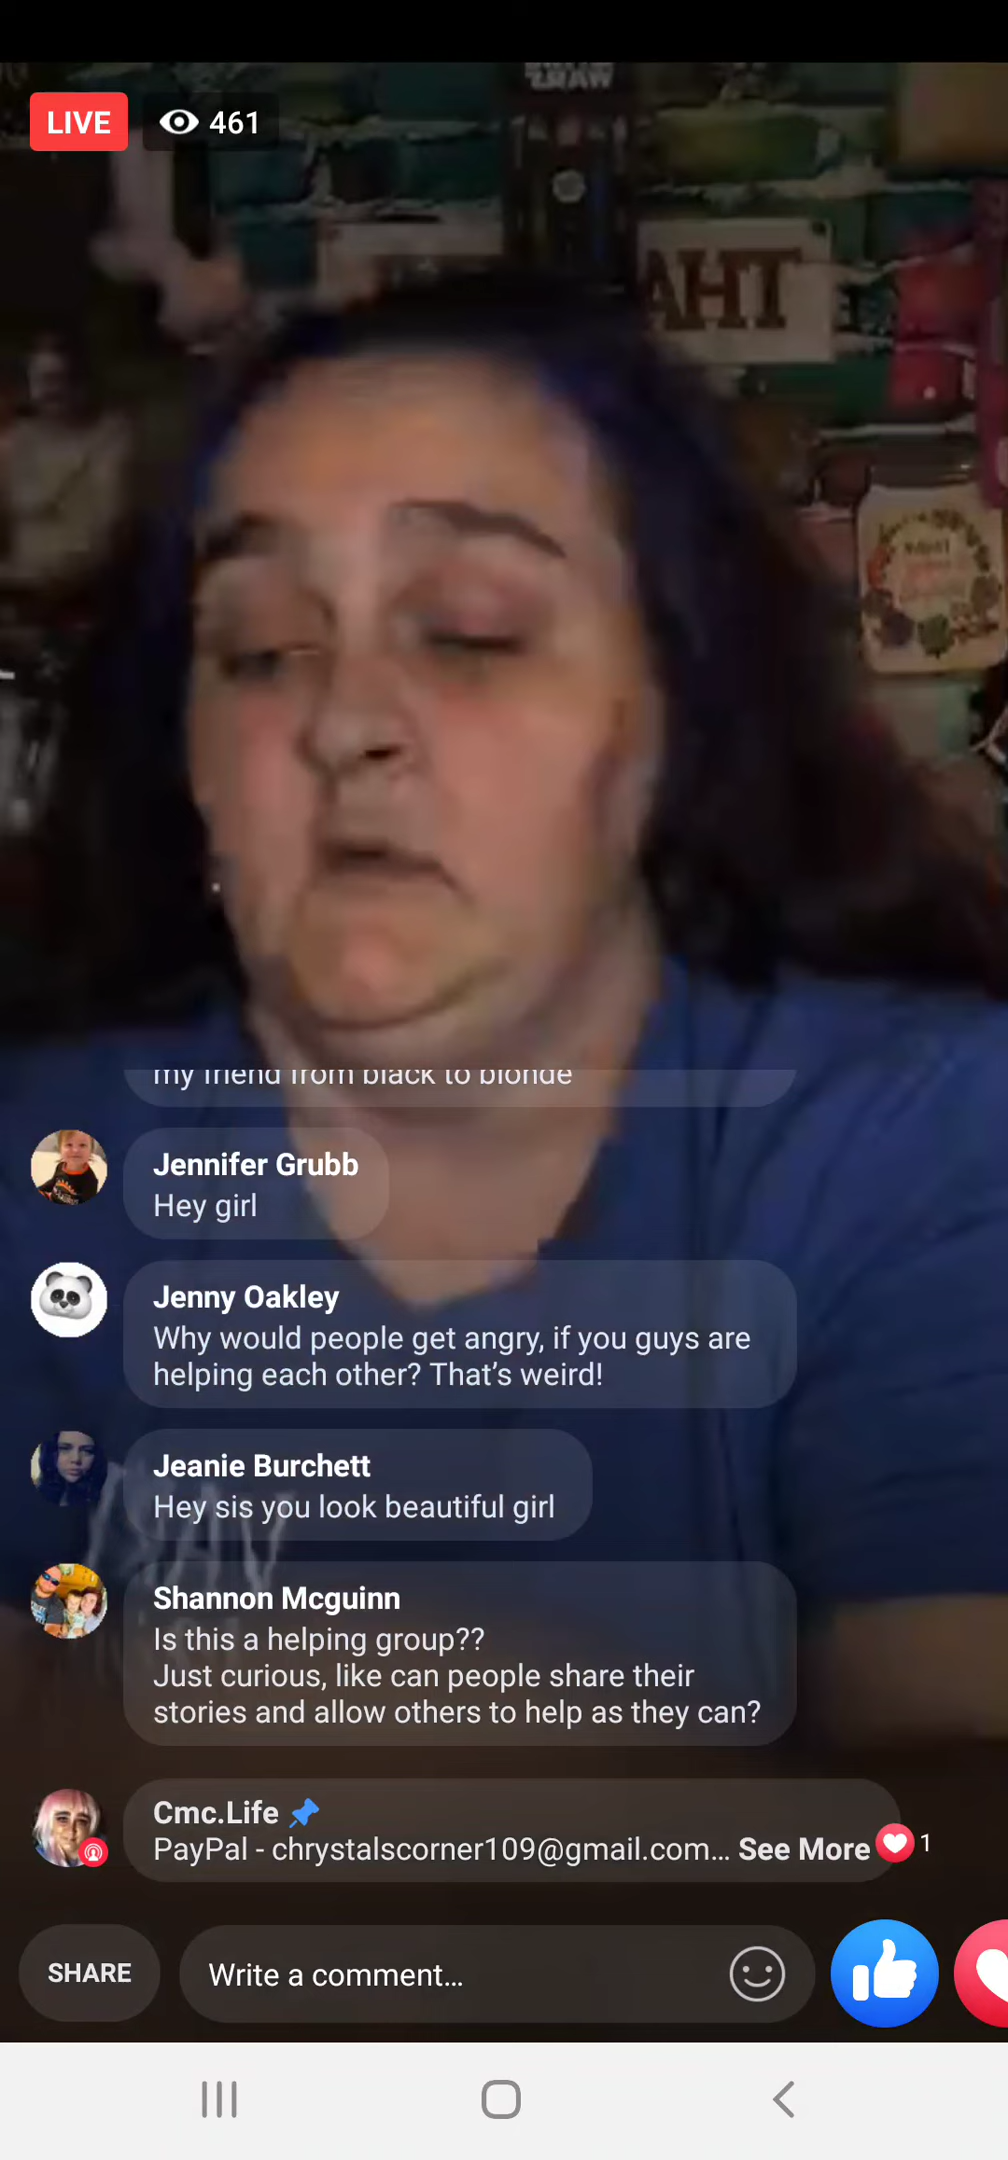 LIVE 461
AHT
my friend from black to blonde
Jennifer Grubb
Hey girl
Jenny Oakley
Why would people get angry, if you guys are
helping each other? That's weird!
Jeanie Burchett
Hey sis you look beautiful girl
Shannon Mcguinn
Is this a helping group??
Just curious, like can people share their
stories and allow others to help as they can?
Cmc.Life
PayPal - chrystalscorner109@gmail.com... See More 1
SHARE
Write a comment...